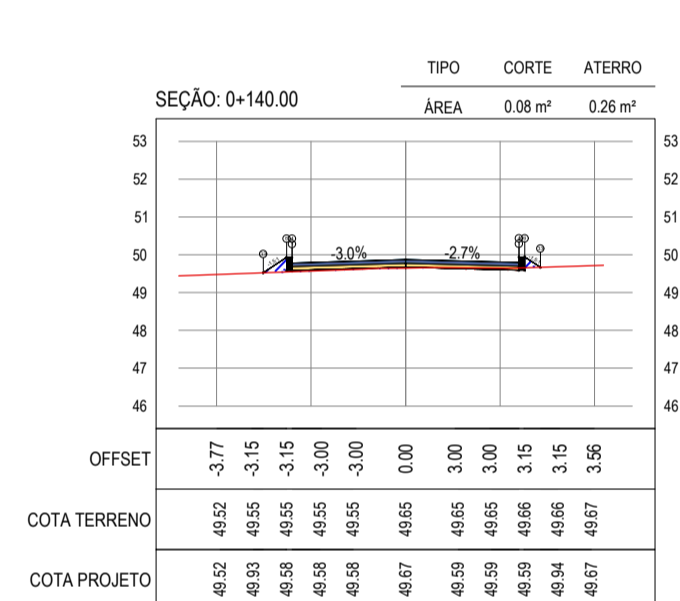 TIPO CORTE ATERRO
SEÇÃO: 0+140.00
ÁREA 0.08 m² 0.26 m²
53 53
52 52
51 51
50 -3.0% -2.7% 50
49 49
48 48
47 47
46 46
OFFSET -3.77 -3.15 -3.15 -3.00 -3.00 0.00 3.00 3.00 3.15 3.15 3.56
COTA TERRENO 49.52 49.55 49.55 49.55 49.55 49.65 49.65 49.65 49.66 49.66 49.67
COTA PROJETO 49.52 49.93 49.58 49.58 49.58 49.67 49.59 49.59 49.59 49.94 49.67